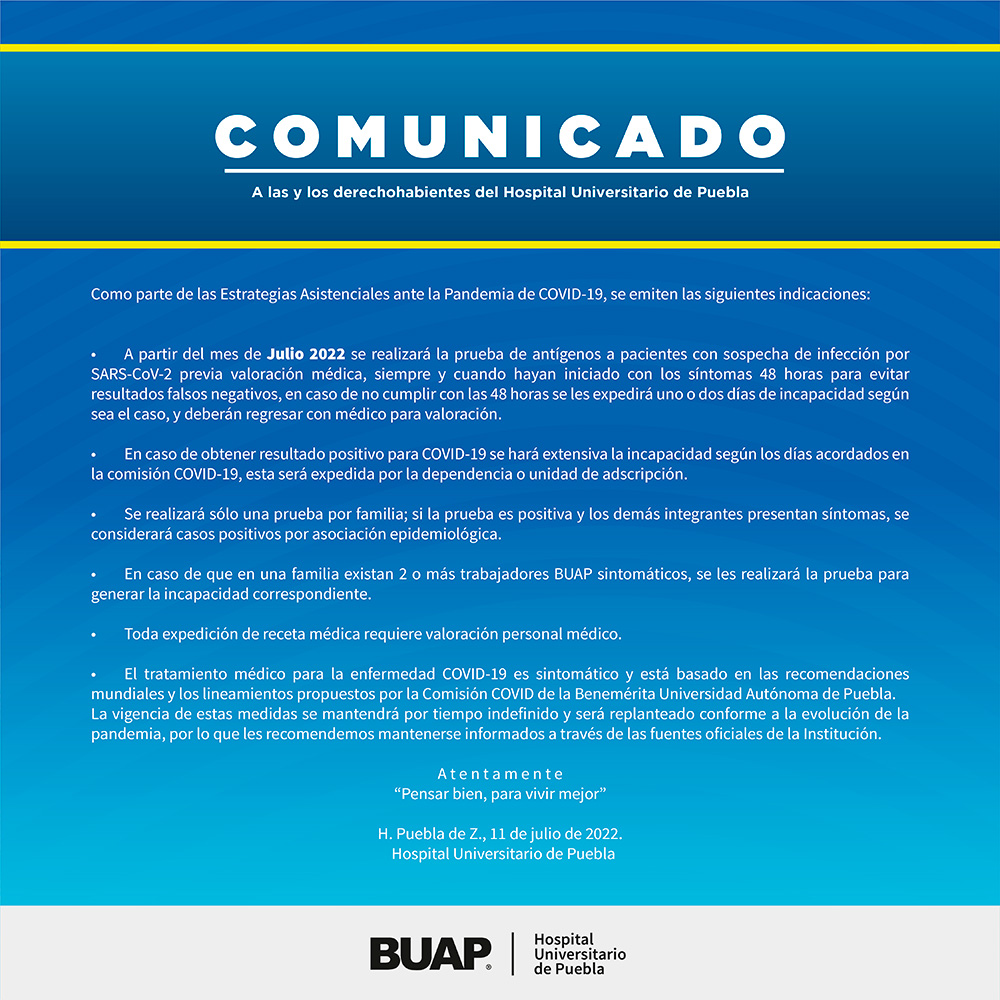 COMUNICADO
A las y los derechohabientes del Hospital Universitario de Puebla
Como parte de las Estrategias Asistenciales ante la Pandemia de COVID-19, se emiten las siguientes indicaciones:
• A partir del mes de Julio 2022 se realizará la prueba de antígenos a pacientes con sospecha de infección por
SARS-CoV-2 previa valoración médica, siempre y cuando hayan iniciado con los síntomas 48 horas para evitar
resultados falsos negativos, en caso de no cumplir con las 48 horas se les expedirá uno o dos días de incapacidad según
sea el caso, y deberán regresar con médico para valoración.
• En caso de obtener resultado positivo para COVID-19 se hará extensiva la incapacidad según los días acordados en
la comisión COVID-19, esta será expedida por la dependencia o unidad de adscripción.
• Se realizará sólo una prueba por familia; si la prueba es positiva y los demás integrantes presentan síntomas, se
considerará casos positivos por asociación epidemiológica.
• En caso de que en una familia existan 2 o más trabajadores BUAP sintomáticos, se les realizará la prueba para
generar la incapacidad correspondiente.
• Toda expedición de receta médica requiere valoración personal médico.
• El tratamiento médico para la enfermedad COVID-19 es sintomático y está basado en las recomendaciones
mundiales y los lineamientos propuestos por la Comisión COVID de la Benemérita Universidad Autónoma de Puebla.
La vigencia de estas medidas se mantendrá por tiempo indefinido y será replanteado conforme a la evolución de la
pandemia, por lo que les recomendemos mantenerse informados a través de las fuentes oficiales de la Institución.
Atentamente
“Pensar bien, para vivir mejor”
H. Puebla de Z., 11 de julio de 2022.
Hospital Universitario de Puebla
BUAP®
Hospital
Universitario
de Puebla